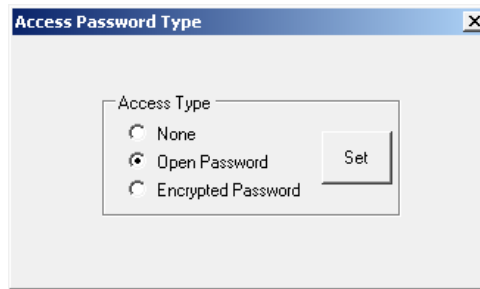 Access Password Type
Access Type
None
Open Password
Set
Encrypted Password